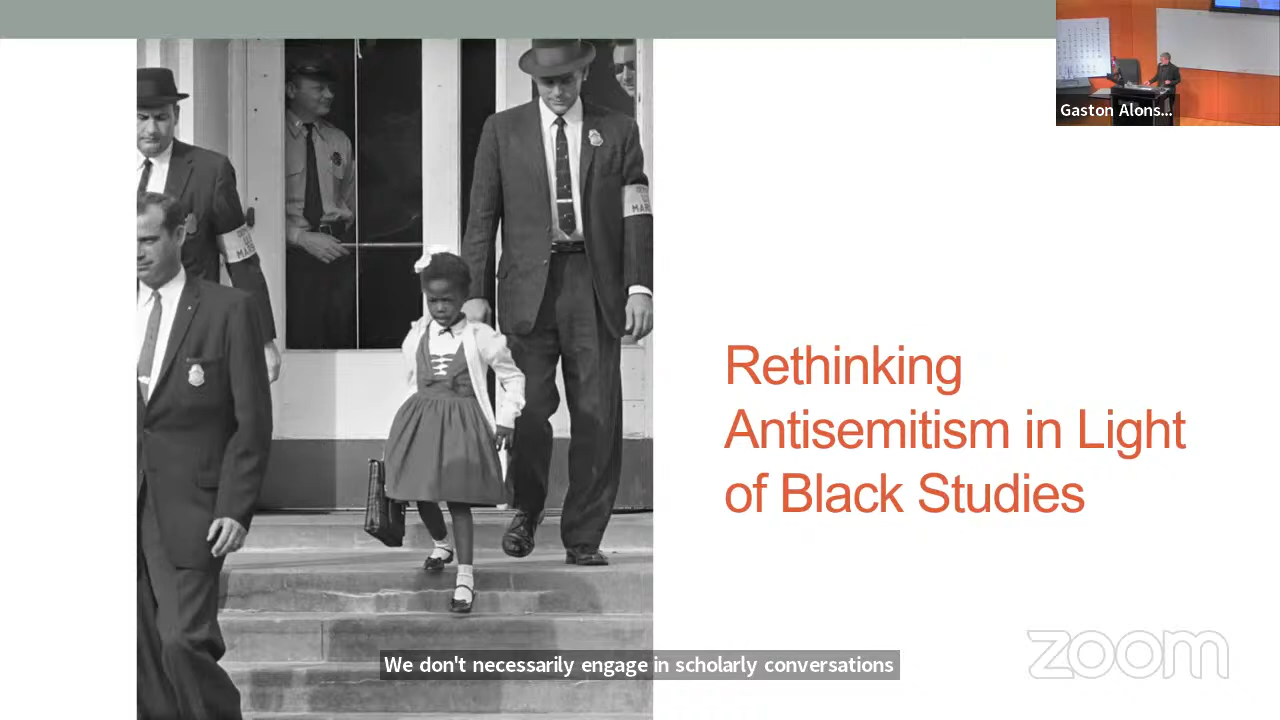 Gaston Alons...
Rethinking
Antisemitism in Light
of Black Studies
We don't necessarily engage in scholarly conversations
zoom